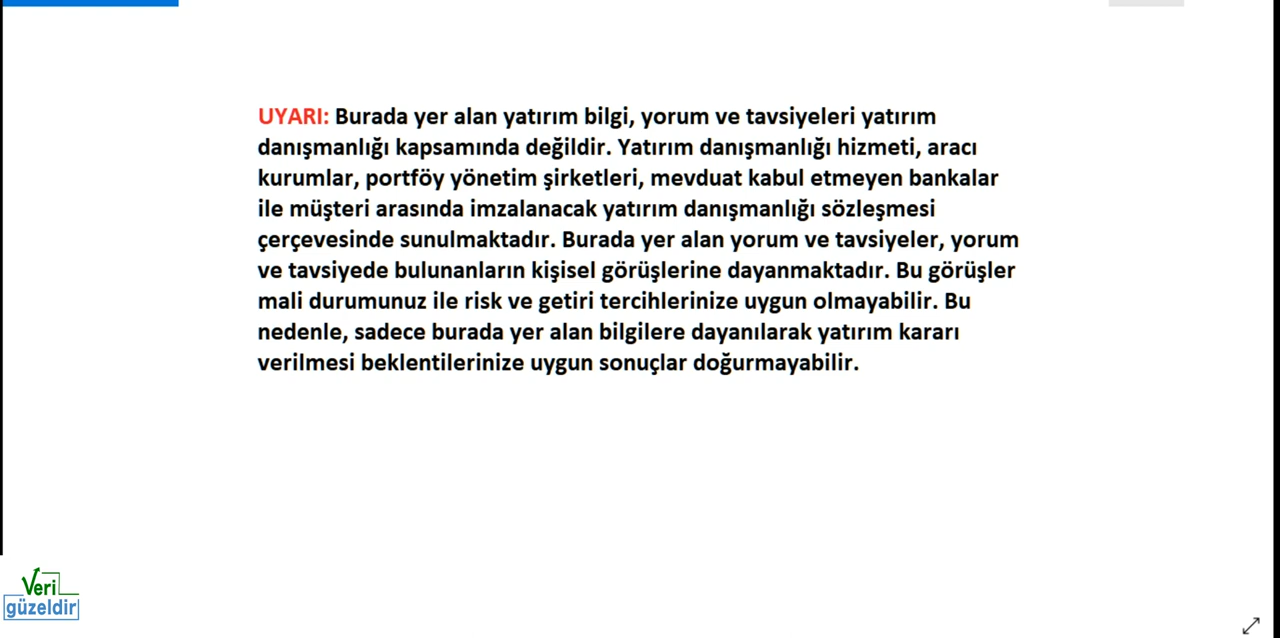 UYARI: Burada yer alan yatırım bilgi, yorum ve tavsiyeleri yatırım
danışmanlığı kapsamında değildir. Yatırım danışmanlığı hizmeti, aracı
kurumlar, portföy yönetim şirketleri, mevduat kabul etmeyen bankalar
ile müşteri arasında imzalanacak yatırım danışmanlığı sözleşmesi
çerçevesinde sunulmaktadır. Burada yer alan yorum ve tavsiyeler, yorum
ve tavsiyede bulunanların kişisel görüşlerine dayanmaktadır. Bu görüşler
mali durumunuz ile risk ve getiri tercihlerinize uygun olmayabilir. Bu
nedenle, sadece burada yer alan bilgilere dayanılarak yatırım kararı
verilmesi beklentilerinize uygun sonuçlar doğurmayabilir.
Veri
güzeldir